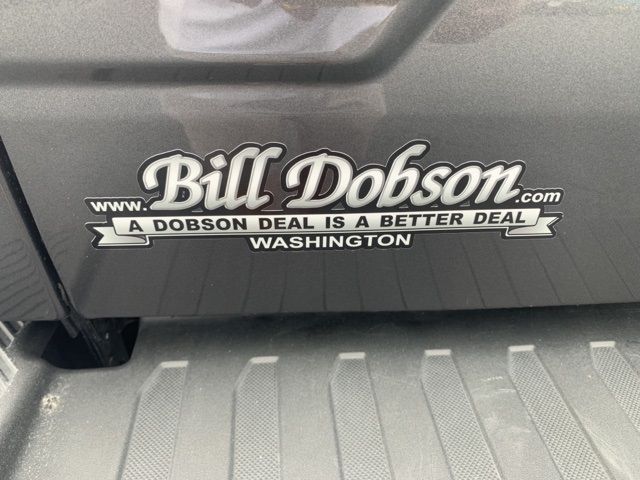 www.Bill Dobson.com
A DOBSON DEAL IS A BETTER DEAL
WASHINGTON